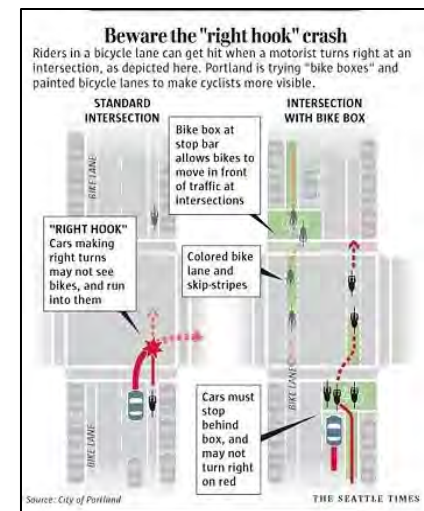 Beware the "right hook" crash
Riders in a bicycle lane can get hit when a motorist turns right at an
intersection, as depicted here. Portland is trying "bike boxes" and
painted bicycle lanes to make cyclists more visible.
STANDARD
INTERSECTION
INTERSECTION
WITH BIKE BOX
Bike box at
stop bar
allows bikes to
move in front
of traffic at
intersections
BIKE LANE
"RIGHT HOOK"
Cars making
right turns
may not see
bikes, and run
into them
Colored bike
lane and
skip-stripes
BIKE LANE
BIKE LANE
Cars must
stop
behind
box, and
may not
turn right
on red
Source: City of Portland
THE SEATTLE TIMES